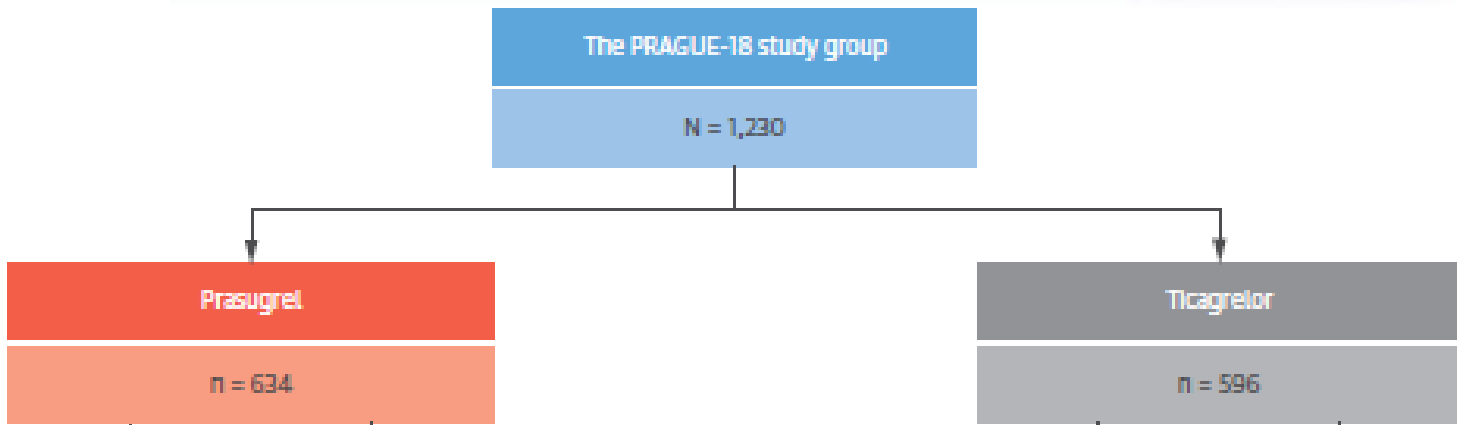 The PRAGUE-18 study group
N = 1,230
Prasugrel
Ticagrelor
n = 634
n = 596